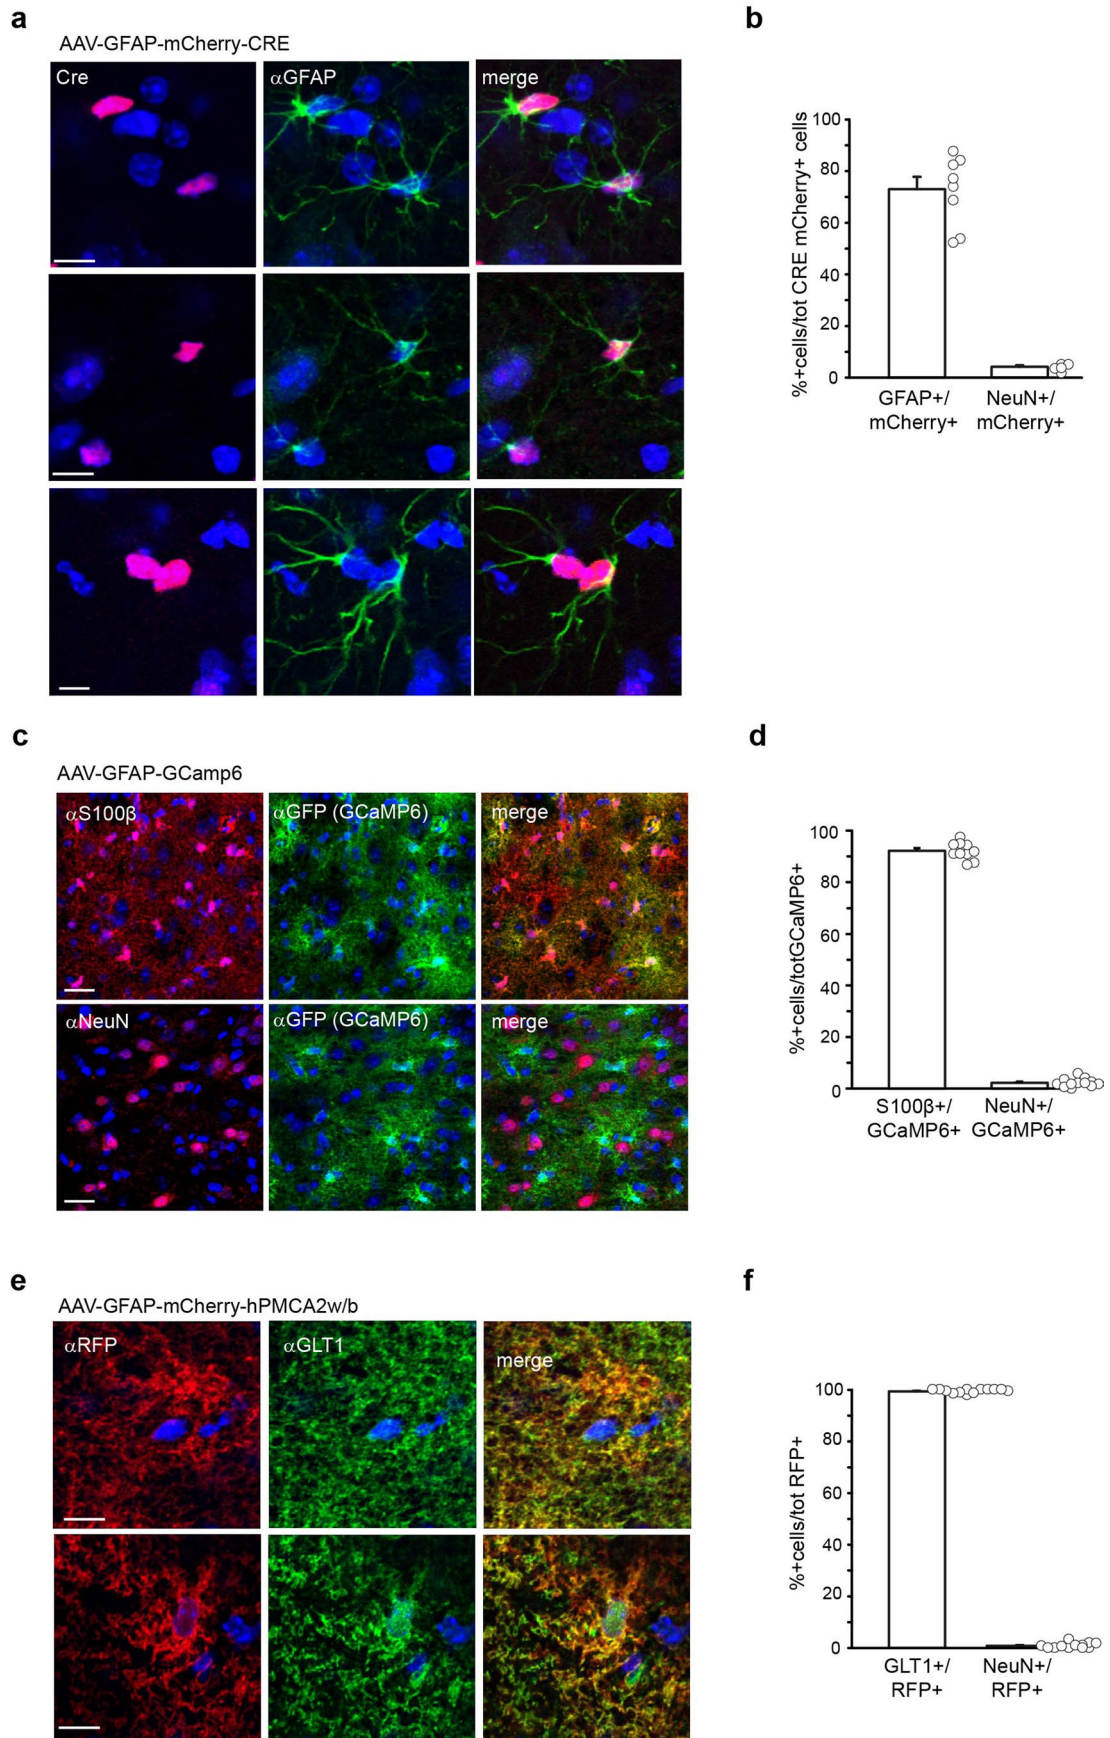 a
AAV-GFAP-mCherry-CRE
Cre
αGFAP
merge
b
%+cells/tot CRE mCherry+ cells
100
80
60
40
20
0
GFAP+/
mCherry+
NeuN+/
mCherry+
c
AAV-GFAP-GCamp6
αS100β
αGFP (GCaMP6)
merge
αNeuN
αGFP (GCaMP6)
merge
d
%+cells/totGCaMP6+
100
80
60
40
20
0
S100β+/
GCaMP6+
NeuN+/
GCaMP6+
e
AAV-GFAP-mCherry-hPMCA2w/b
αRFP
αGLT1
merge
f
%+cells/tot RFP+
100
80
60
40
20
0
GLT1+/
RFP+
NeuN+/
RFP+